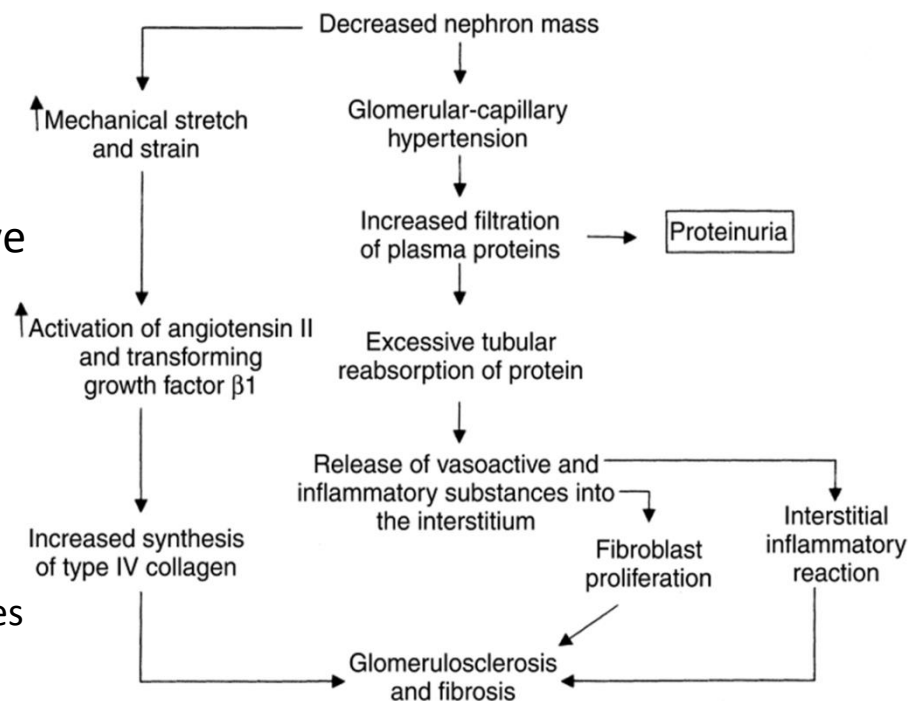 Decreased nephron mass
↑Mechanical stretch
and strain
Glomerular-capillary
hypertension
Increased filtration
of plasma proteins
Proteinuria
↑Activation of angiotensin II
and transforming
growth factor β1
Excessive tubular
reabsorption of protein
Release of vasoactive and
inflammatory substances into
the interstitium
Increased synthesis
of type IV collagen
Fibroblast
proliferation
Interstitial
inflammatory
reaction
Glomerulosclerosis
and fibrosis